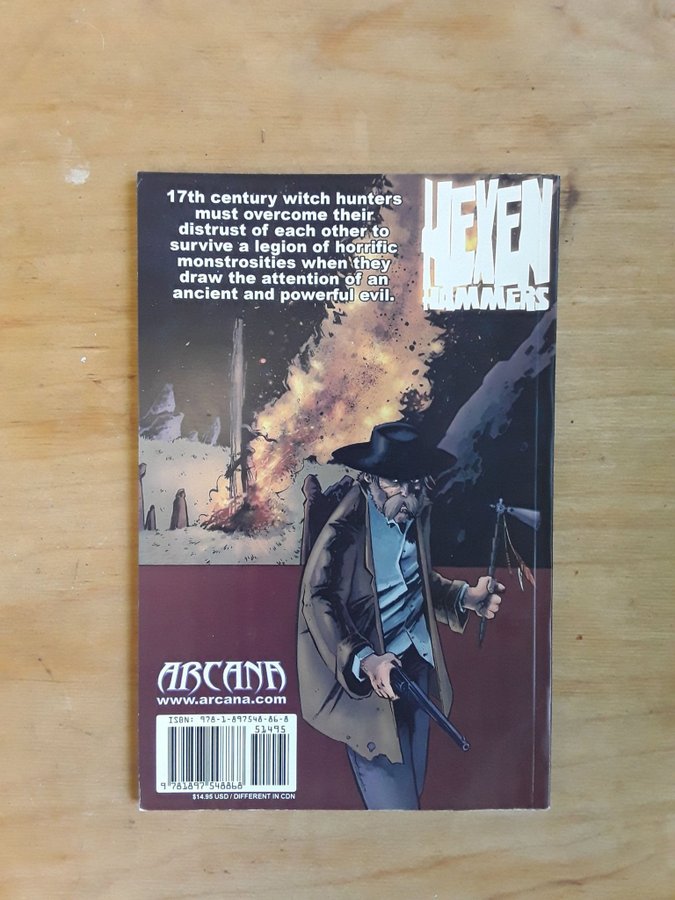 17th century witch hunters
must overcome their
distrust of each other to
survive a legion of horrific
monstrosities when they
draw the attention of an
ancient and powerful evil.
HEXEN
HAMMERS
ARCANA
www.arcana.com
ISBN: 978-1-897548-86-8
51495
9 781897 548868
$14.95 USD / DIFFERENT IN CDN